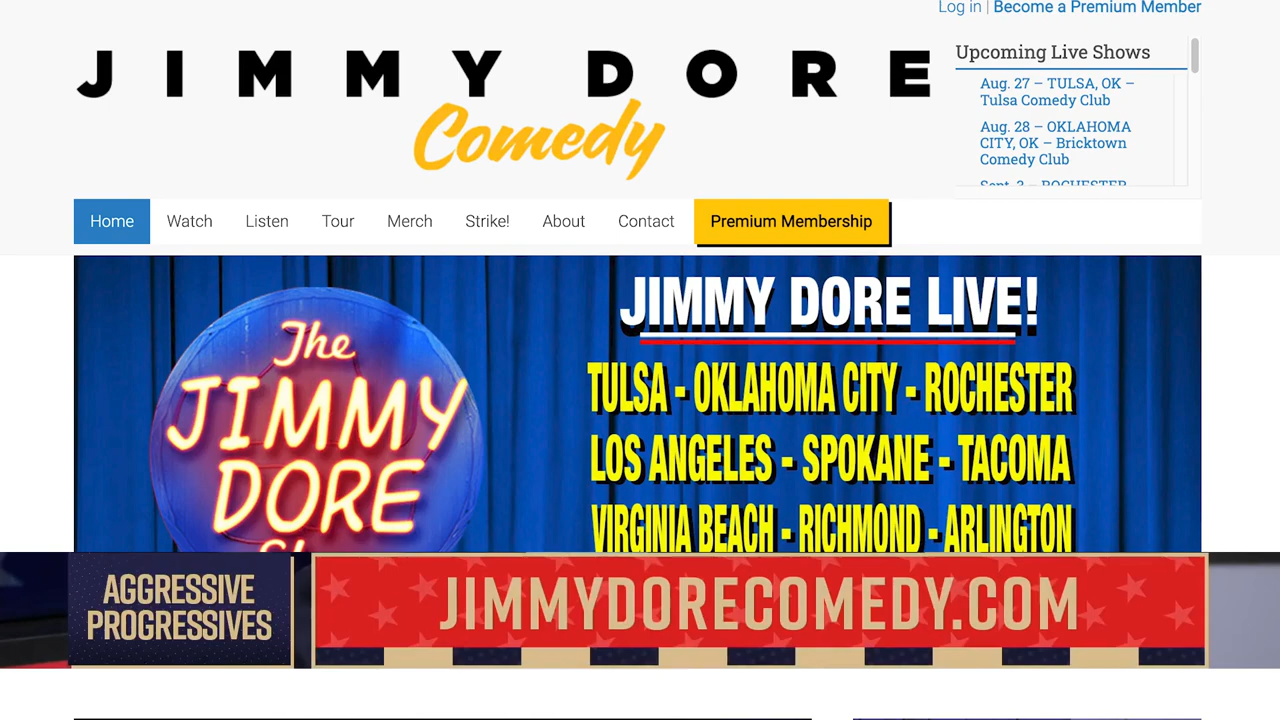 Log in | Become a Premium Member
JIMMY DORE
Comedy
Upcoming Live Shows
Aug. 27 – TULSA, OK –
Tulsa Comedy Club
Aug. 28 – OKLAHOMA
CITY, OK – Bricktown
Comedy Club
Sept. 3 – ROCHESTER
Home Watch Listen Tour Merch Strike! About Contact Premium Membership
The
JIMMY
DORE
JIMMY DORE LIVE!
TULSA - OKLAHOMA CITY - ROCHESTER
LOS ANGELES - SPOKANE - TACOMA
VIRGINIA BEACH - RICHMOND - ARLINGTON
AGGRESSIVE
PROGRESSIVES
JIMMYDORECOMEDY.COM